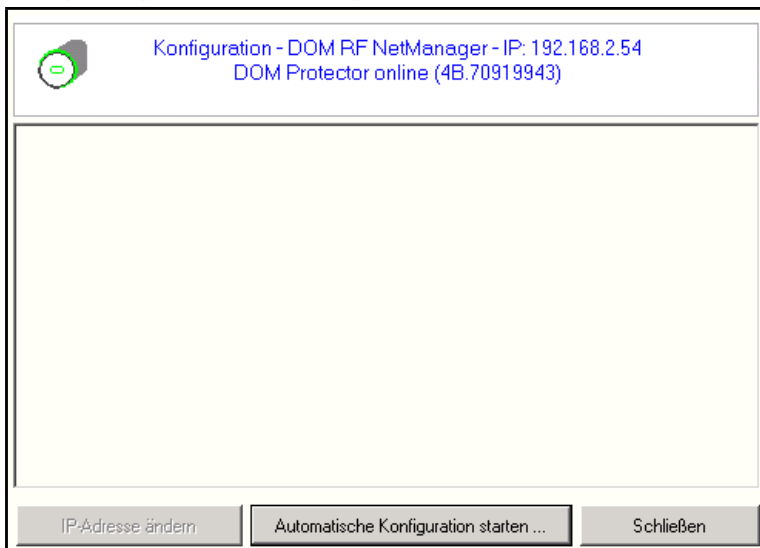 Konfiguration - DOM RF NetManager - IP: 192.168.2.54
DOM Protector online (4B.70919943)
IP-Adresse ändern
Automatische Konfiguration starten ...
Schließen